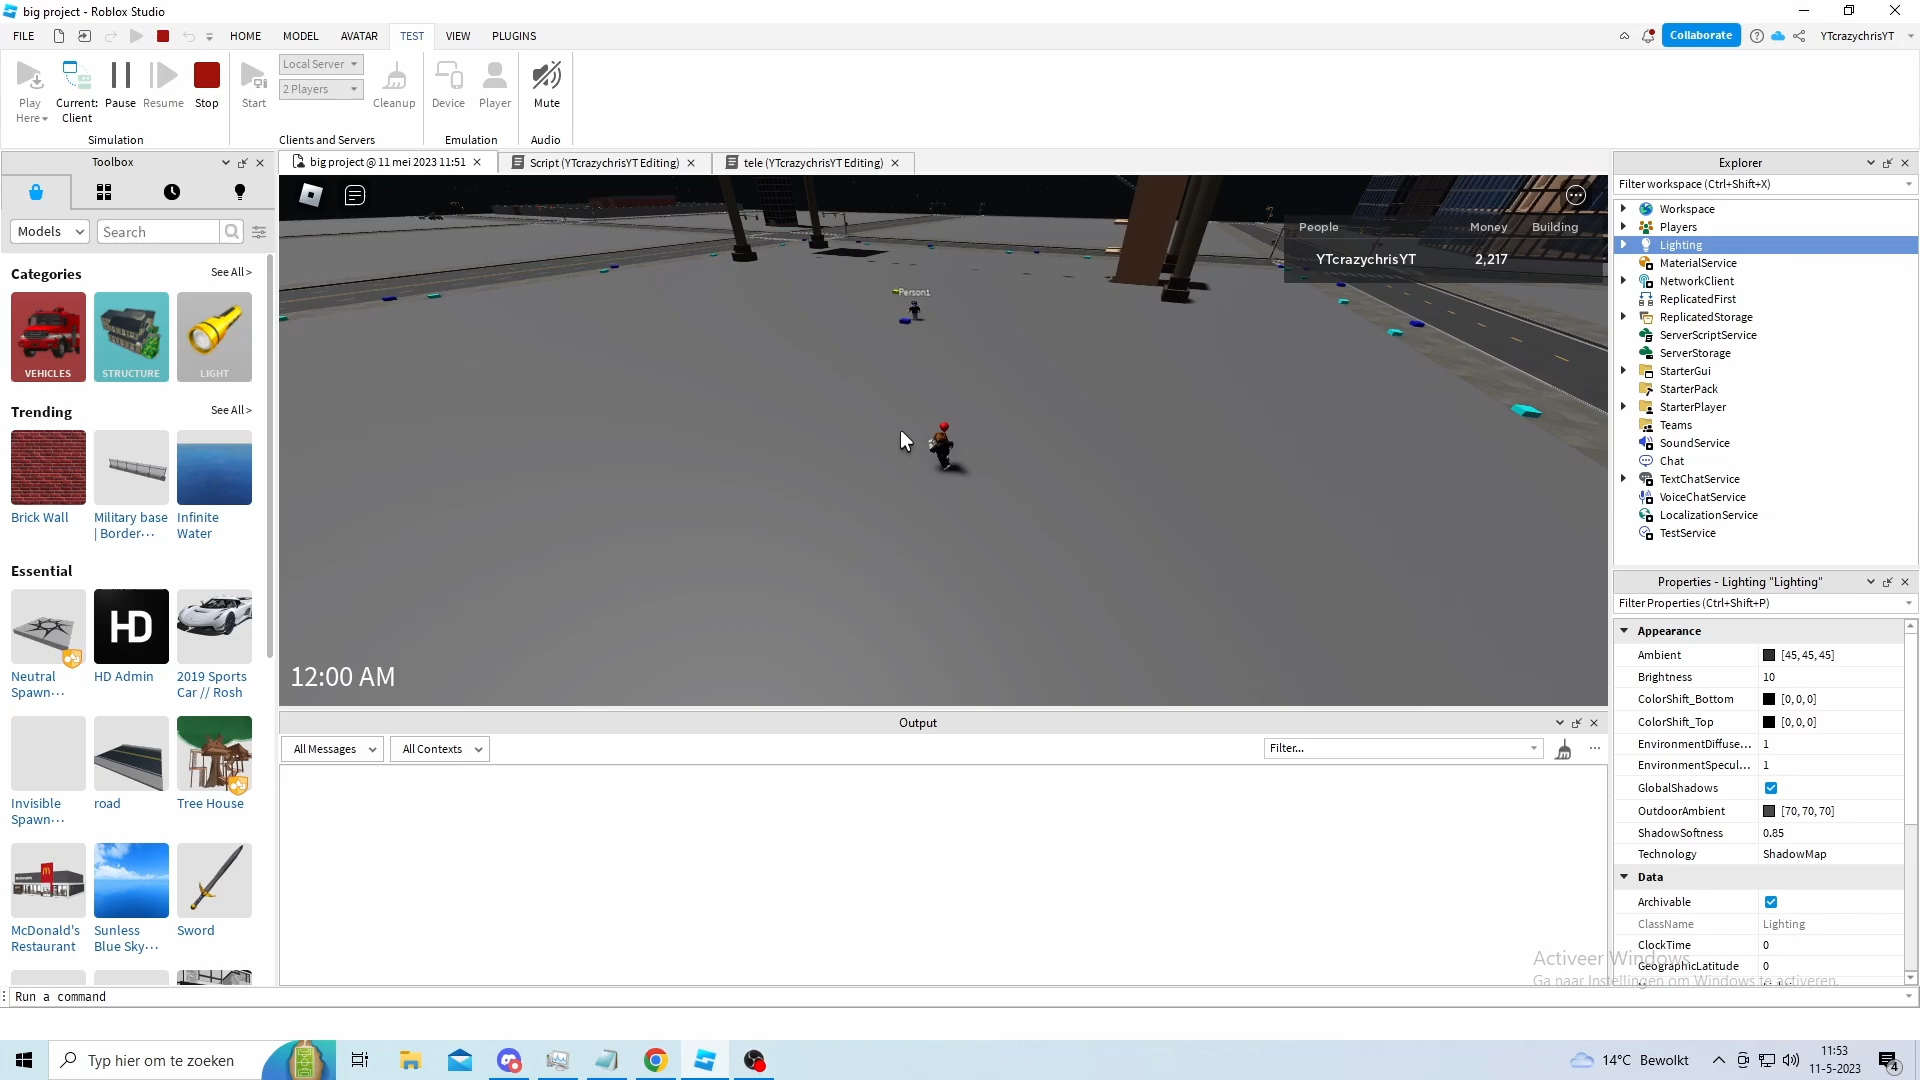 big project - Roblox Studio
FILE HOME MODEL AVATAR TEST VIEW PLUGINS Collaborate YTcrazychrisYT
Play Here
Current: Client
Pause
Resume
Stop
Start
Local Server
2 Players
Cleanup
Device
Player
Mute
Simulation
Clients and Servers
Emulation
Audio
Toolbox
big project @ 11 mei 2023 11:51
Script (YTcrazychrisYT Editing)
tele (YTcrazychrisYT Editing)
Models
Search
Categories
See All >
VEHICLES
STRUCTURE
LIGHT
Trending
See All >
Brick Wall
Military base | Border···
Infinite Water
Essential
HD
Neutral Spawn···
HD Admin
2019 Sports Car // Rosh
Invisible Spawn···
road
Tree House
McDonald's Restaurant
Sunless Blue Sky···
Sword
People Money Building
YTcrazychrisYT 2,217
Person1
12:00 AM
Output
All Messages
All Contexts
Filter...
Explorer
Filter workspace (Ctrl+Shift+X)
Workspace
Players
Lighting
MaterialService
NetworkClient
ReplicatedFirst
ReplicatedStorage
ServerScriptService
ServerStorage
StarterGui
StarterPack
StarterPlayer
Teams
SoundService
Chat
TextChatService
VoiceChatService
LocalizationService
TestService
Properties - Lighting "Lighting"
Filter Properties (Ctrl+Shift+P)
Appearance
Ambient [45, 45, 45]
Brightness 10
ColorShift_Bottom [0, 0, 0]
ColorShift_Top [0, 0, 0]
EnvironmentDiffuse... 1
EnvironmentSpecul... 1
GlobalShadows
OutdoorAmbient [70, 70, 70]
ShadowSoftness 0.85
Technology ShadowMap
Data
Archivable
ClassName Lighting
ClockTime 0
GeographicLatitude 0
Activeer Windows
Ga naar Instellingen om Windows te activeren.
Run a command
Typ hier om te zoeken
14°C Bewolkt
11:53
11-5-2023
4